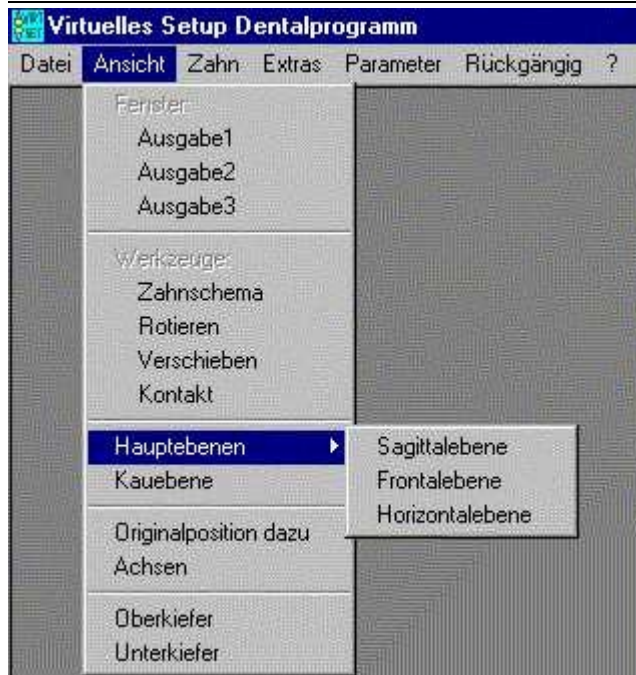 Virtuelles Setup Dentalprogramm
Datei Ansicht Zahn Extras Parameter Rückgängig ?
Fenster:
Ausgabe1
Ausgabe2
Ausgabe3
Werkzeuge:
Zahnschema
Rotieren
Verschieben
Kontakt
Hauptebenen
Sagittalebene
Kauebene
Frontalebene
Horizontalebene
Originalposition dazu
Achsen
Oberkiefer
Unterkiefer